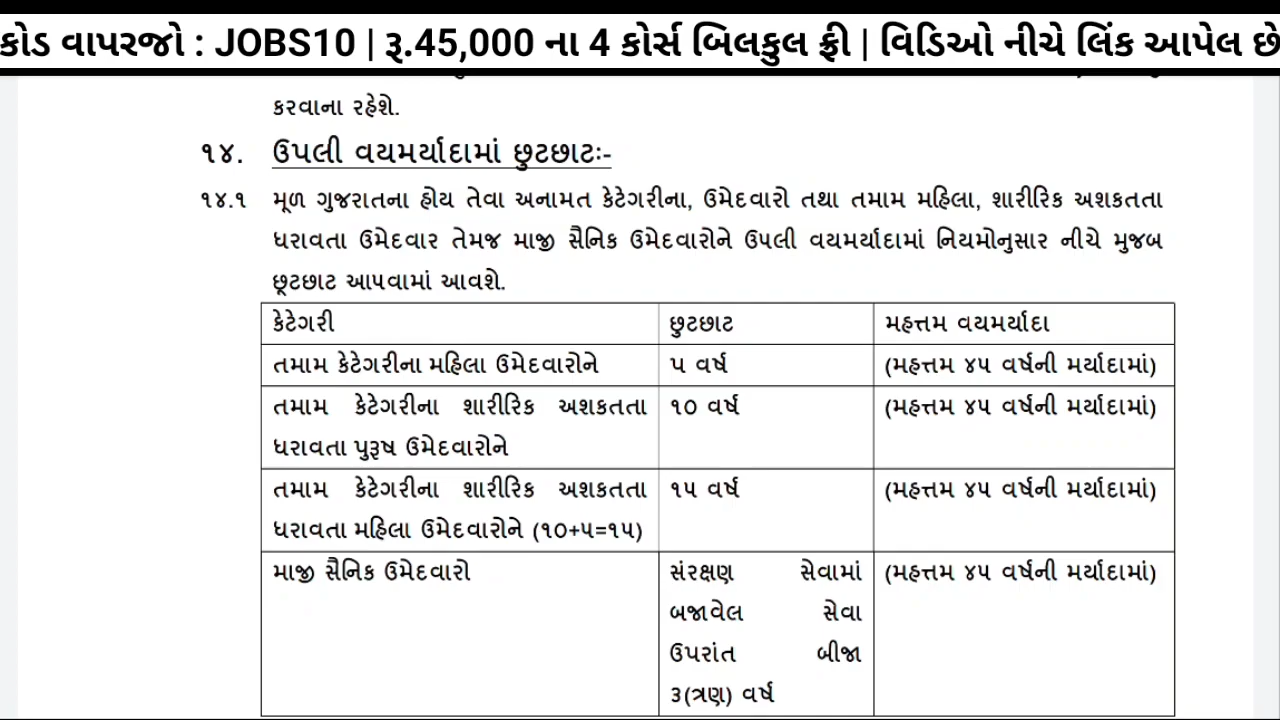 કોડ વાપરજો : JOBS10 | રૂ.45,000 ના 4 કોર્સ બિલકુલ ફ્રી | વિડિઓ નીચે લિંક આપેલ છે
કરવાના રહેશે.
૧૪. ઉપલી વયમર્યાદામાં છુટછાટઃ-
૧૪.૧ મૂળ ગુજરાતના હોય તેવા અનામત કેટેગરીના, ઉમેદવારો તથા તમામ મહિલા, શારીરિક અશકતતા
ધરાવતા ઉમેદવાર તેમજ માજી સૈનિક ઉમેદવારોને ઉપલી વયમર્યાદામાં નિયમોનુસાર નીચે મુજબ
છૂટછાટ આપવામાં આવશે.
કેટેગરી છુટછાટ મહત્તમ વયમર્યાદા
તમામ કેટેગરીના મહિલા ઉમેદવારોને ૫ વર્ષ (મહત્તમ ૪૫ વર્ષની મર્યાદામાં)
તમામ કેટેગરીના શારીરિક અશકતતા ૧૦ વર્ષ (મહત્તમ ૪૫ વર્ષની મર્યાદામાં)
ધરાવતા પુરૂષ ઉમેદવારોને
તમામ કેટેગરીના શારીરિક અશકતતા ૧૫ વર્ષ (મહત્તમ ૪૫ વર્ષની મર્યાદામાં)
ધરાવતા મહિલા ઉમેદવારોને (૧૦+૫=૧૫)
માજી સૈનિક ઉમેદવારો સંરક્ષણ સેવામાં (મહત્તમ ૪૫ વર્ષની મર્યાદામાં)
બજાવેલ સેવા
ઉપરાંત બીજા
૩(ત્રણ) વર્ષ